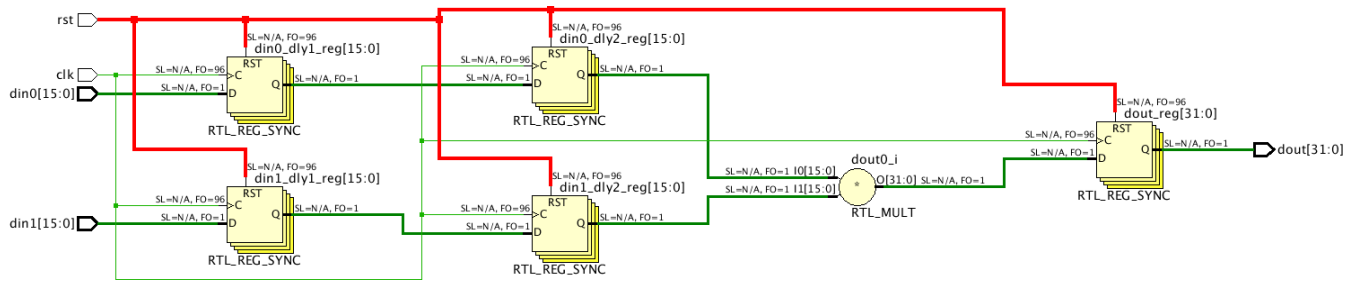 rst
SL=N/A, FO=96
din0_dly1_reg[15:0]
RST
SL=N/A, FO=96
C
clk
din0[15:0]
SL=N/A, FO=1
D
Q
SL=N/A, FO=1
RTL_REG_SYNC
SL=N/A, FO=96
din0_dly2_reg[15:0]
RST
SL=N/A, FO=96
C
SL=N/A, FO=1
D
Q
SL=N/A, FO=1
RTL_REG_SYNC
SL=N/A, FO=96
din1_dly1_reg[15:0]
RST
SL=N/A, FO=96
C
din1[15:0]
SL=N/A, FO=1
D
Q
SL=N/A, FO=1
RTL_REG_SYNC
SL=N/A, FO=96
din1_dly2_reg[15:0]
RST
SL=N/A, FO=96
C
SL=N/A, FO=1
D
Q
SL=N/A, FO=1
RTL_REG_SYNC
dout0_i
SL=N/A, FO=1 I0[15:0]
SL=N/A, FO=1 I1[15:0]
*
O[31:0]
SL=N/A, FO=1
RTL_MULT
SL=N/A, FO=96
dout_reg[31:0]
RST
SL=N/A, FO=96
C
SL=N/A, FO=1
D
Q
SL=N/A, FO=1
dout[31:0]
RTL_REG_SYNC